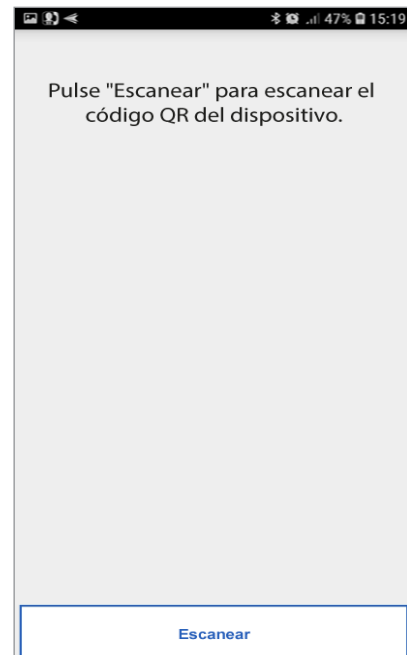 47% 15:19
Pulse "Escanear" para escanear el
código QR del dispositivo.
Escanear